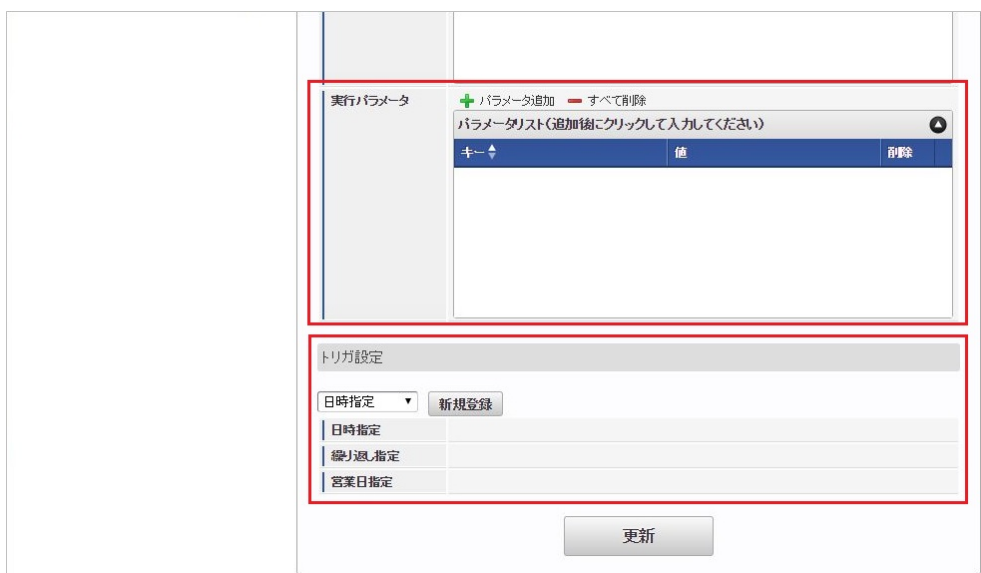 実行パラメータ
パラメータ追加 すべて削除
パラメータリスト(追加後にクリックして入力してください)
キー 値 削除
トリガ設定
日時指定 新規登録
日時指定
繰り返し指定
営業日指定
更新